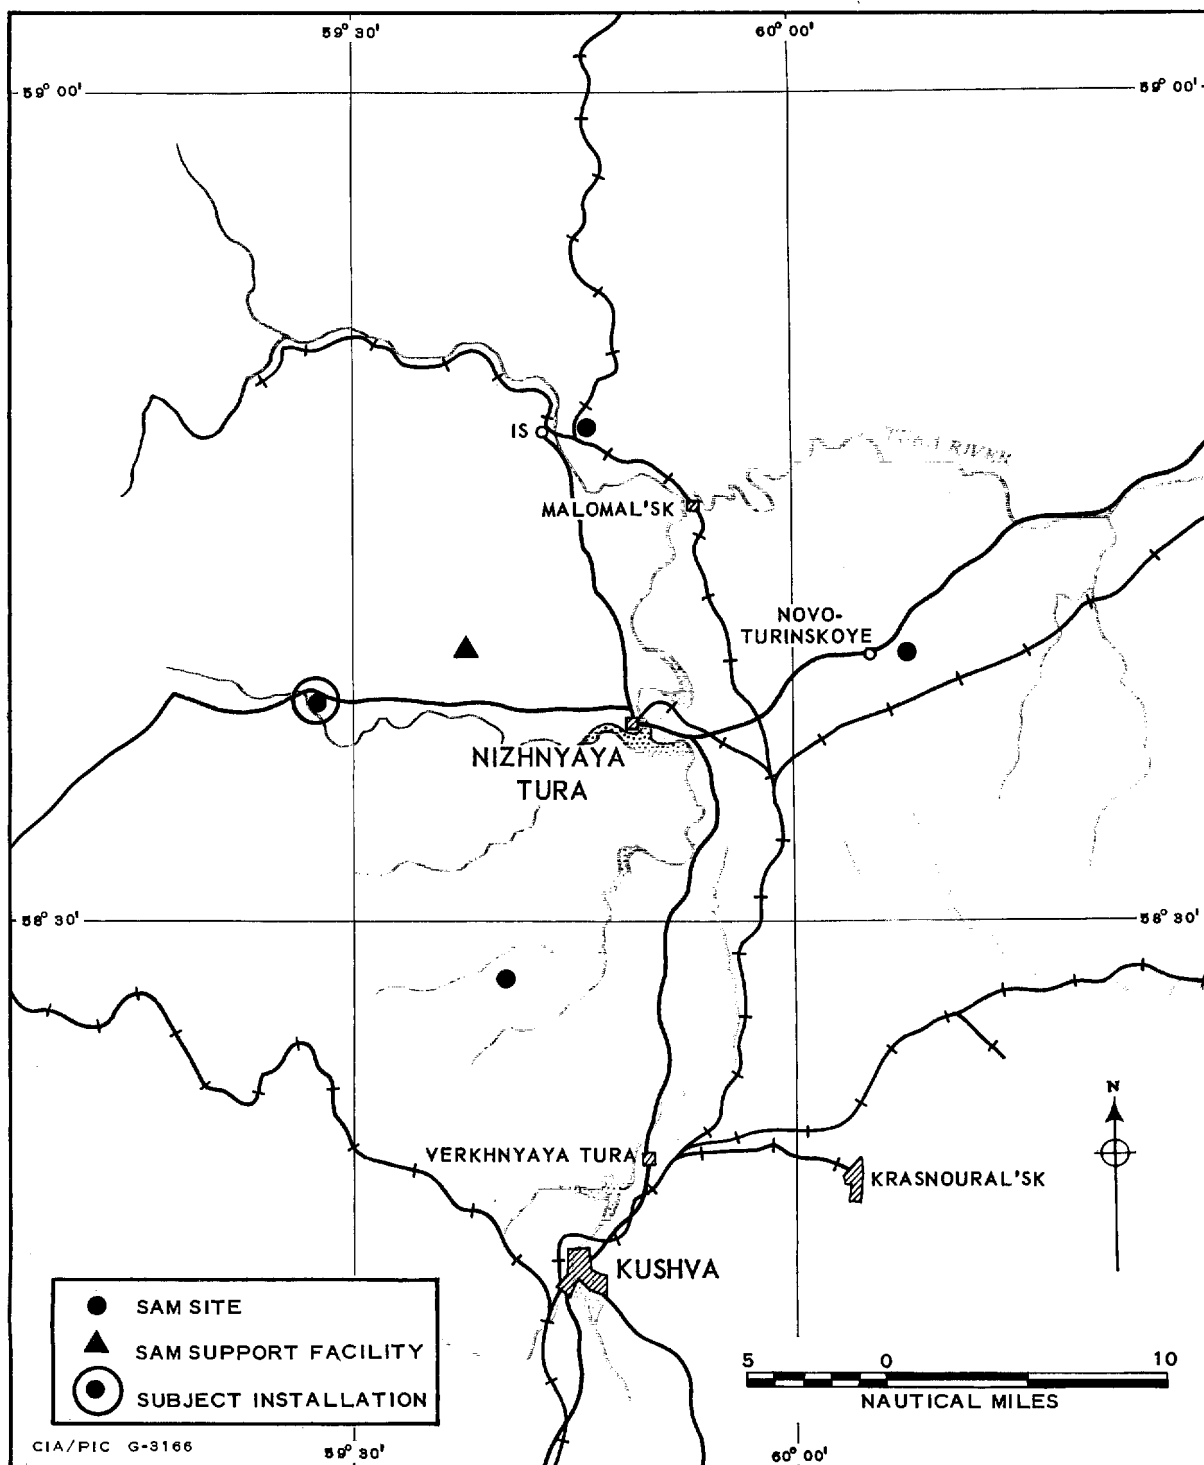 59° 30'
60° 00'
59° 00'
59° 00'
IS
TURA RIVER
MALOMAL'SK
NOVO-
TURINSKOYE
NIZHNYAYA
TURA
58° 30'
58° 30'
N
VERKHNYAYA TURA
KRASNOURAL'SK
KUSHVA
SAM SITE
SAM SUPPORT FACILITY
SUBJECT INSTALLATION
5 0 10
NAUTICAL MILES
CIA/PIC G-3166
59° 30'
60° 00'